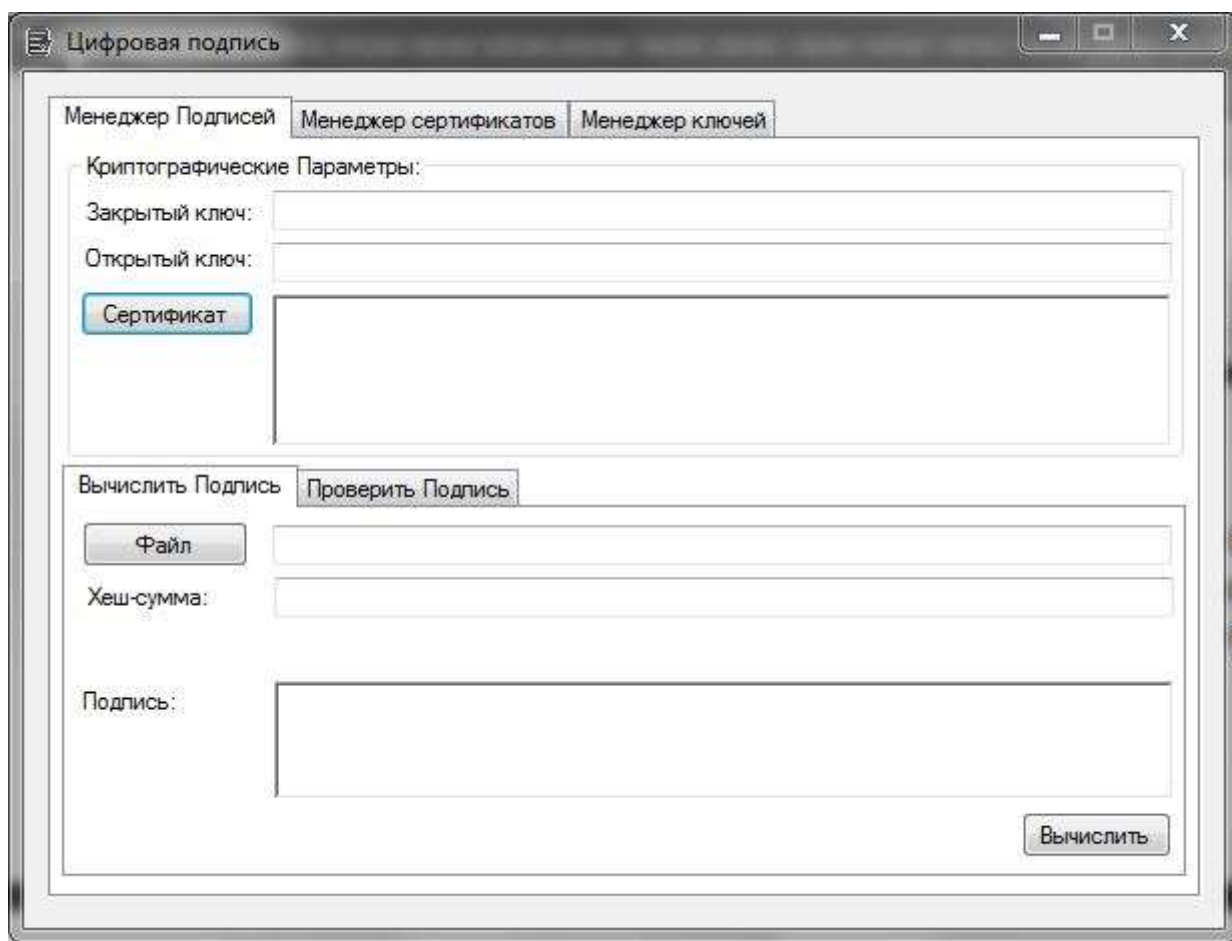 Цифровая подпись
Менеджер Подписей Менеджер сертификатов Менеджер ключей
Криптографические Параметры:
Закрытый ключ:
Открытый ключ:
Сертификат
Вычислить Подпись Проверить Подпись
Файл
Хеш-сумма:
Подпись:
Вычислить